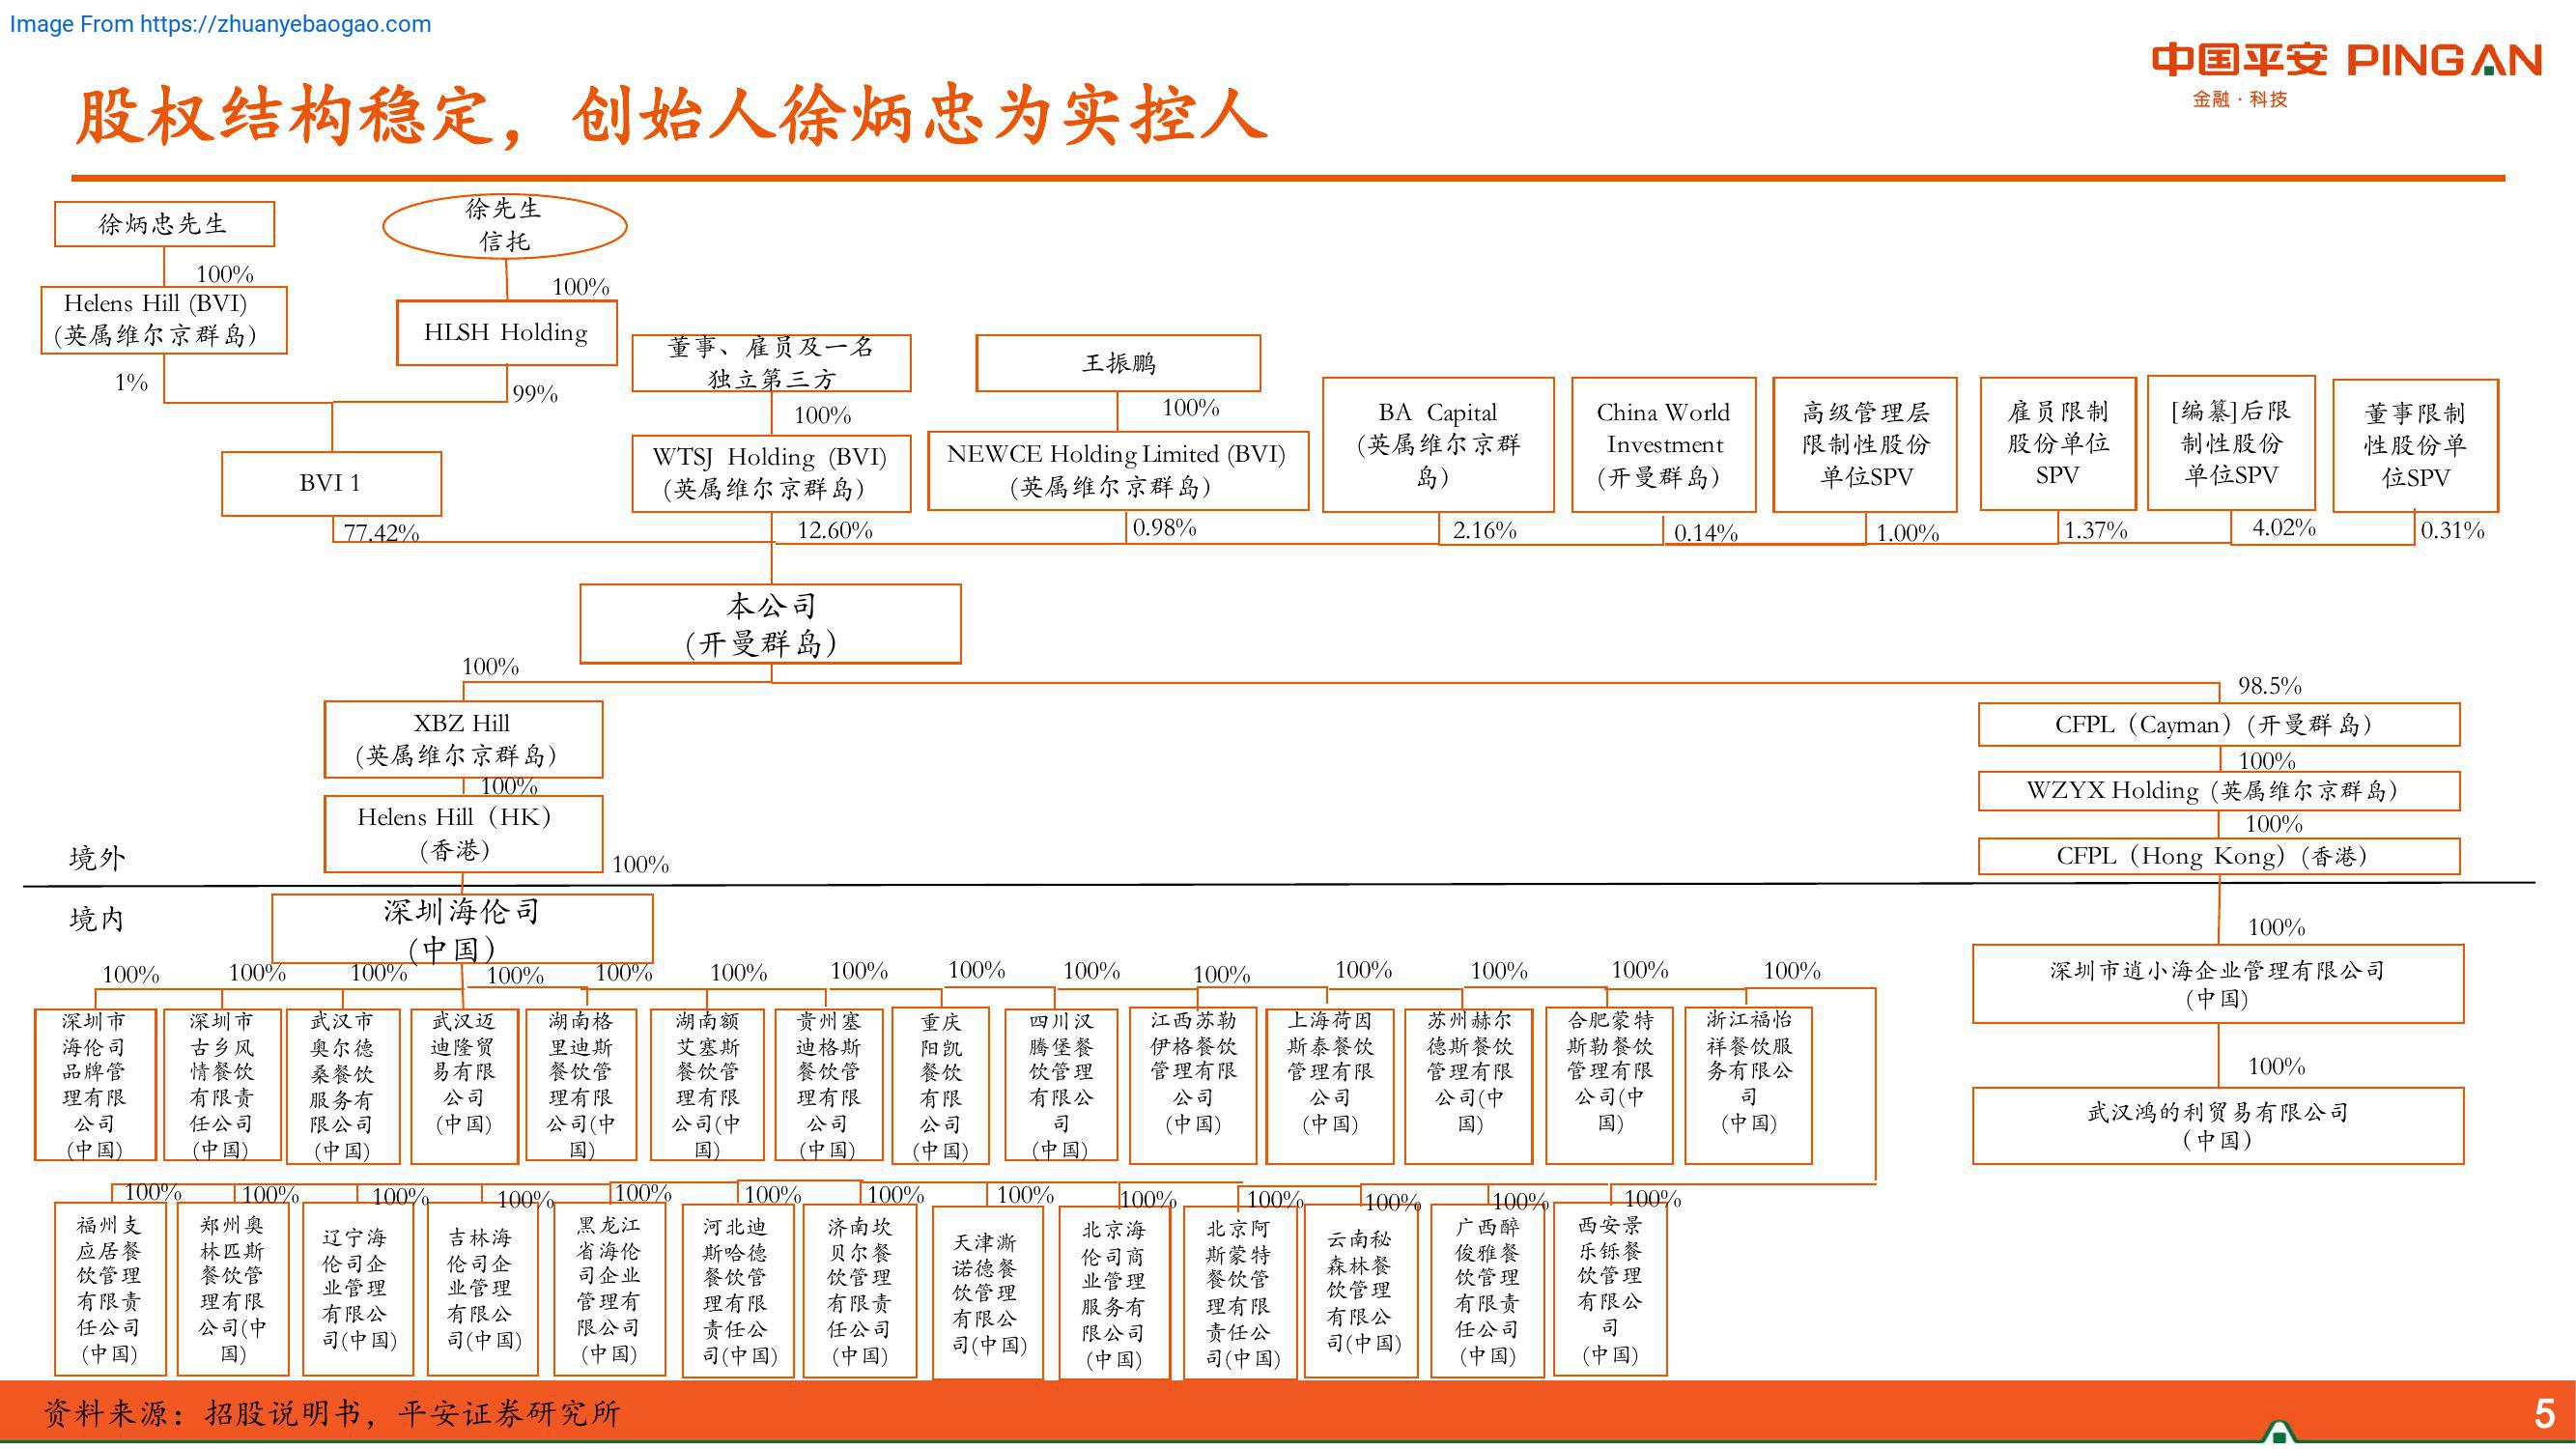 Image From https://zhuanyebaogao.com
中国平安 PINGAN
金融·科技
股权结构稳定，创始人徐炳忠为实控人
徐炳忠先生
徐先生
信托
100%
100%
Helens Hill (BVI)
(英属维尔京群岛)
HLSH Holding
1%
99%
BVI 1
77.42%
董事、雇员及一名
独立第三方
100%
WTSJ Holding (BVI)
(英属维尔京群岛)
12.60%
王振鹏
100%
NEWCE Holding Limited (BVI)
(英属维尔京群岛)
0.98%
BA Capital
(英属维尔京群
岛)
2.16%
China World
Investment
(开曼群岛)
0.14%
高级管理层
限制性股份
单位SPV
1.00%
雇员限制
股份单位
SPV
1.37%
[编纂]后限
制性股份
单位SPV
4.02%
董事限制
性股份单
位SPV
0.31%
本公司
(开曼群岛)
100%
98.5%
XBZ Hill
(英属维尔京群岛)
100%
Helens Hill（HK）
(香港)
100%
CFPL（Cayman）(开曼群岛)
100%
WZYX Holding (英属维尔京群岛)
100%
CFPL（Hong Kong）(香港)
境外
境内
深圳海伦司
(中国)
100%
深圳市逍小海企业管理有限公司
(中国)
100%
武汉鸿的利贸易有限公司
(中国)
100% 100% 100% 100% 100% 100% 100% 100% 100% 100% 100% 100% 100% 100%
深圳市
海伦司
品牌管
理有限
公司
(中国)
深圳市
古乡风
情餐饮
有限责
任公司
(中国)
武汉市
奥尔德
桑餐饮
服务有
限公司
(中国)
武汉迈
迪隆贸
易有限
公司
(中国)
湖南格
里迪斯
餐饮管
理有限
公司(中
国)
湖南额
艾塞斯
餐饮管
理有限
公司(中
国)
贵州塞
迪格斯
餐饮管
理有限
公司
(中国)
重庆
阳凯
餐饮
有限
公司
(中国)
四川汉
腾堡餐
饮管理
有限公
司
(中国)
江西苏勒
伊格餐饮
管理有限
公司
(中国)
上海荷因
斯泰餐饮
管理有限
公司
(中国)
苏州赫尔
德斯餐饮
管理有限
公司(中
国)
合肥蒙特
斯勒餐饮
管理有限
公司(中
国)
浙江福怡
祥餐饮服
务有限公
司
(中国)
100% 100% 100% 100% 100% 100% 100% 100% 100% 100% 100% 100% 100%
福州支
应居餐
饮管理
有限责
任公司
(中国)
郑州奥
林匹斯
餐饮管
理有限
公司(中
国)
辽宁海
伦司企
业管理
有限公
司(中国)
吉林海
伦司企
业管理
有限公
司(中国)
黑龙江
省海伦
司企业
管理有
限公司
(中国)
河北迪
斯哈德
餐饮管
理有限
责任公
司(中国)
济南坎
贝尔餐
饮管理
有限责
任公司
(中国)
天津澌
诺德餐
饮管理
有限公
司(中国)
北京海
伦司商
业管理
服务有
限公司
(中国)
北京阿
斯蒙特
餐饮管
理有限
责任公
司(中国)
云南秘
森林餐
饮管理
有限公
司(中国)
广西醉
俊雅餐
饮管理
有限责
任公司
(中国)
西安景
乐铄餐
饮管理
有限公
司
(中国)
资料来源：招股说明书，平安证券研究所
5